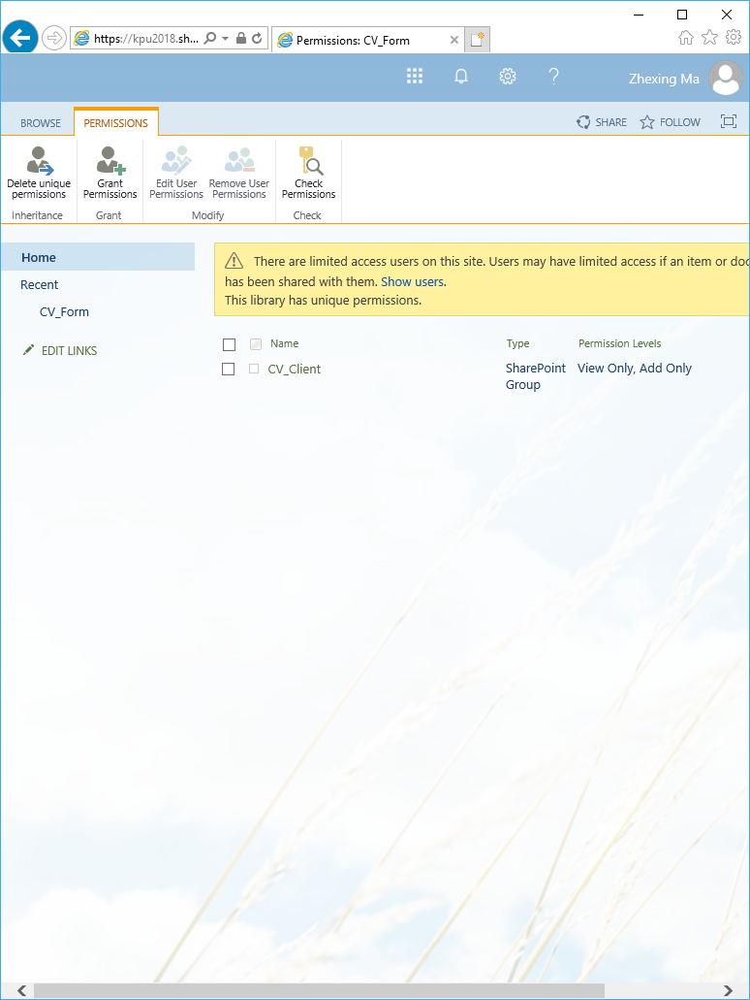 https://kpu2018.sh...
Permissions: CV_Form
Zhexing Ma
BROWSE
PERMISSIONS
SHARE
FOLLOW
Delete unique
permissions
Inheritance
Grant
Permissions
Grant
Edit User
Permissions
Remove User
Permissions
Modify
Check
Permissions
Check
Home
Recent
CV_Form
EDIT LINKS
There are limited access users on this site. Users may have limited access if an item or doc
has been shared with them. Show users.
This library has unique permissions.
Name Type Permission Levels
CV_Client SharePoint Group View Only, Add Only